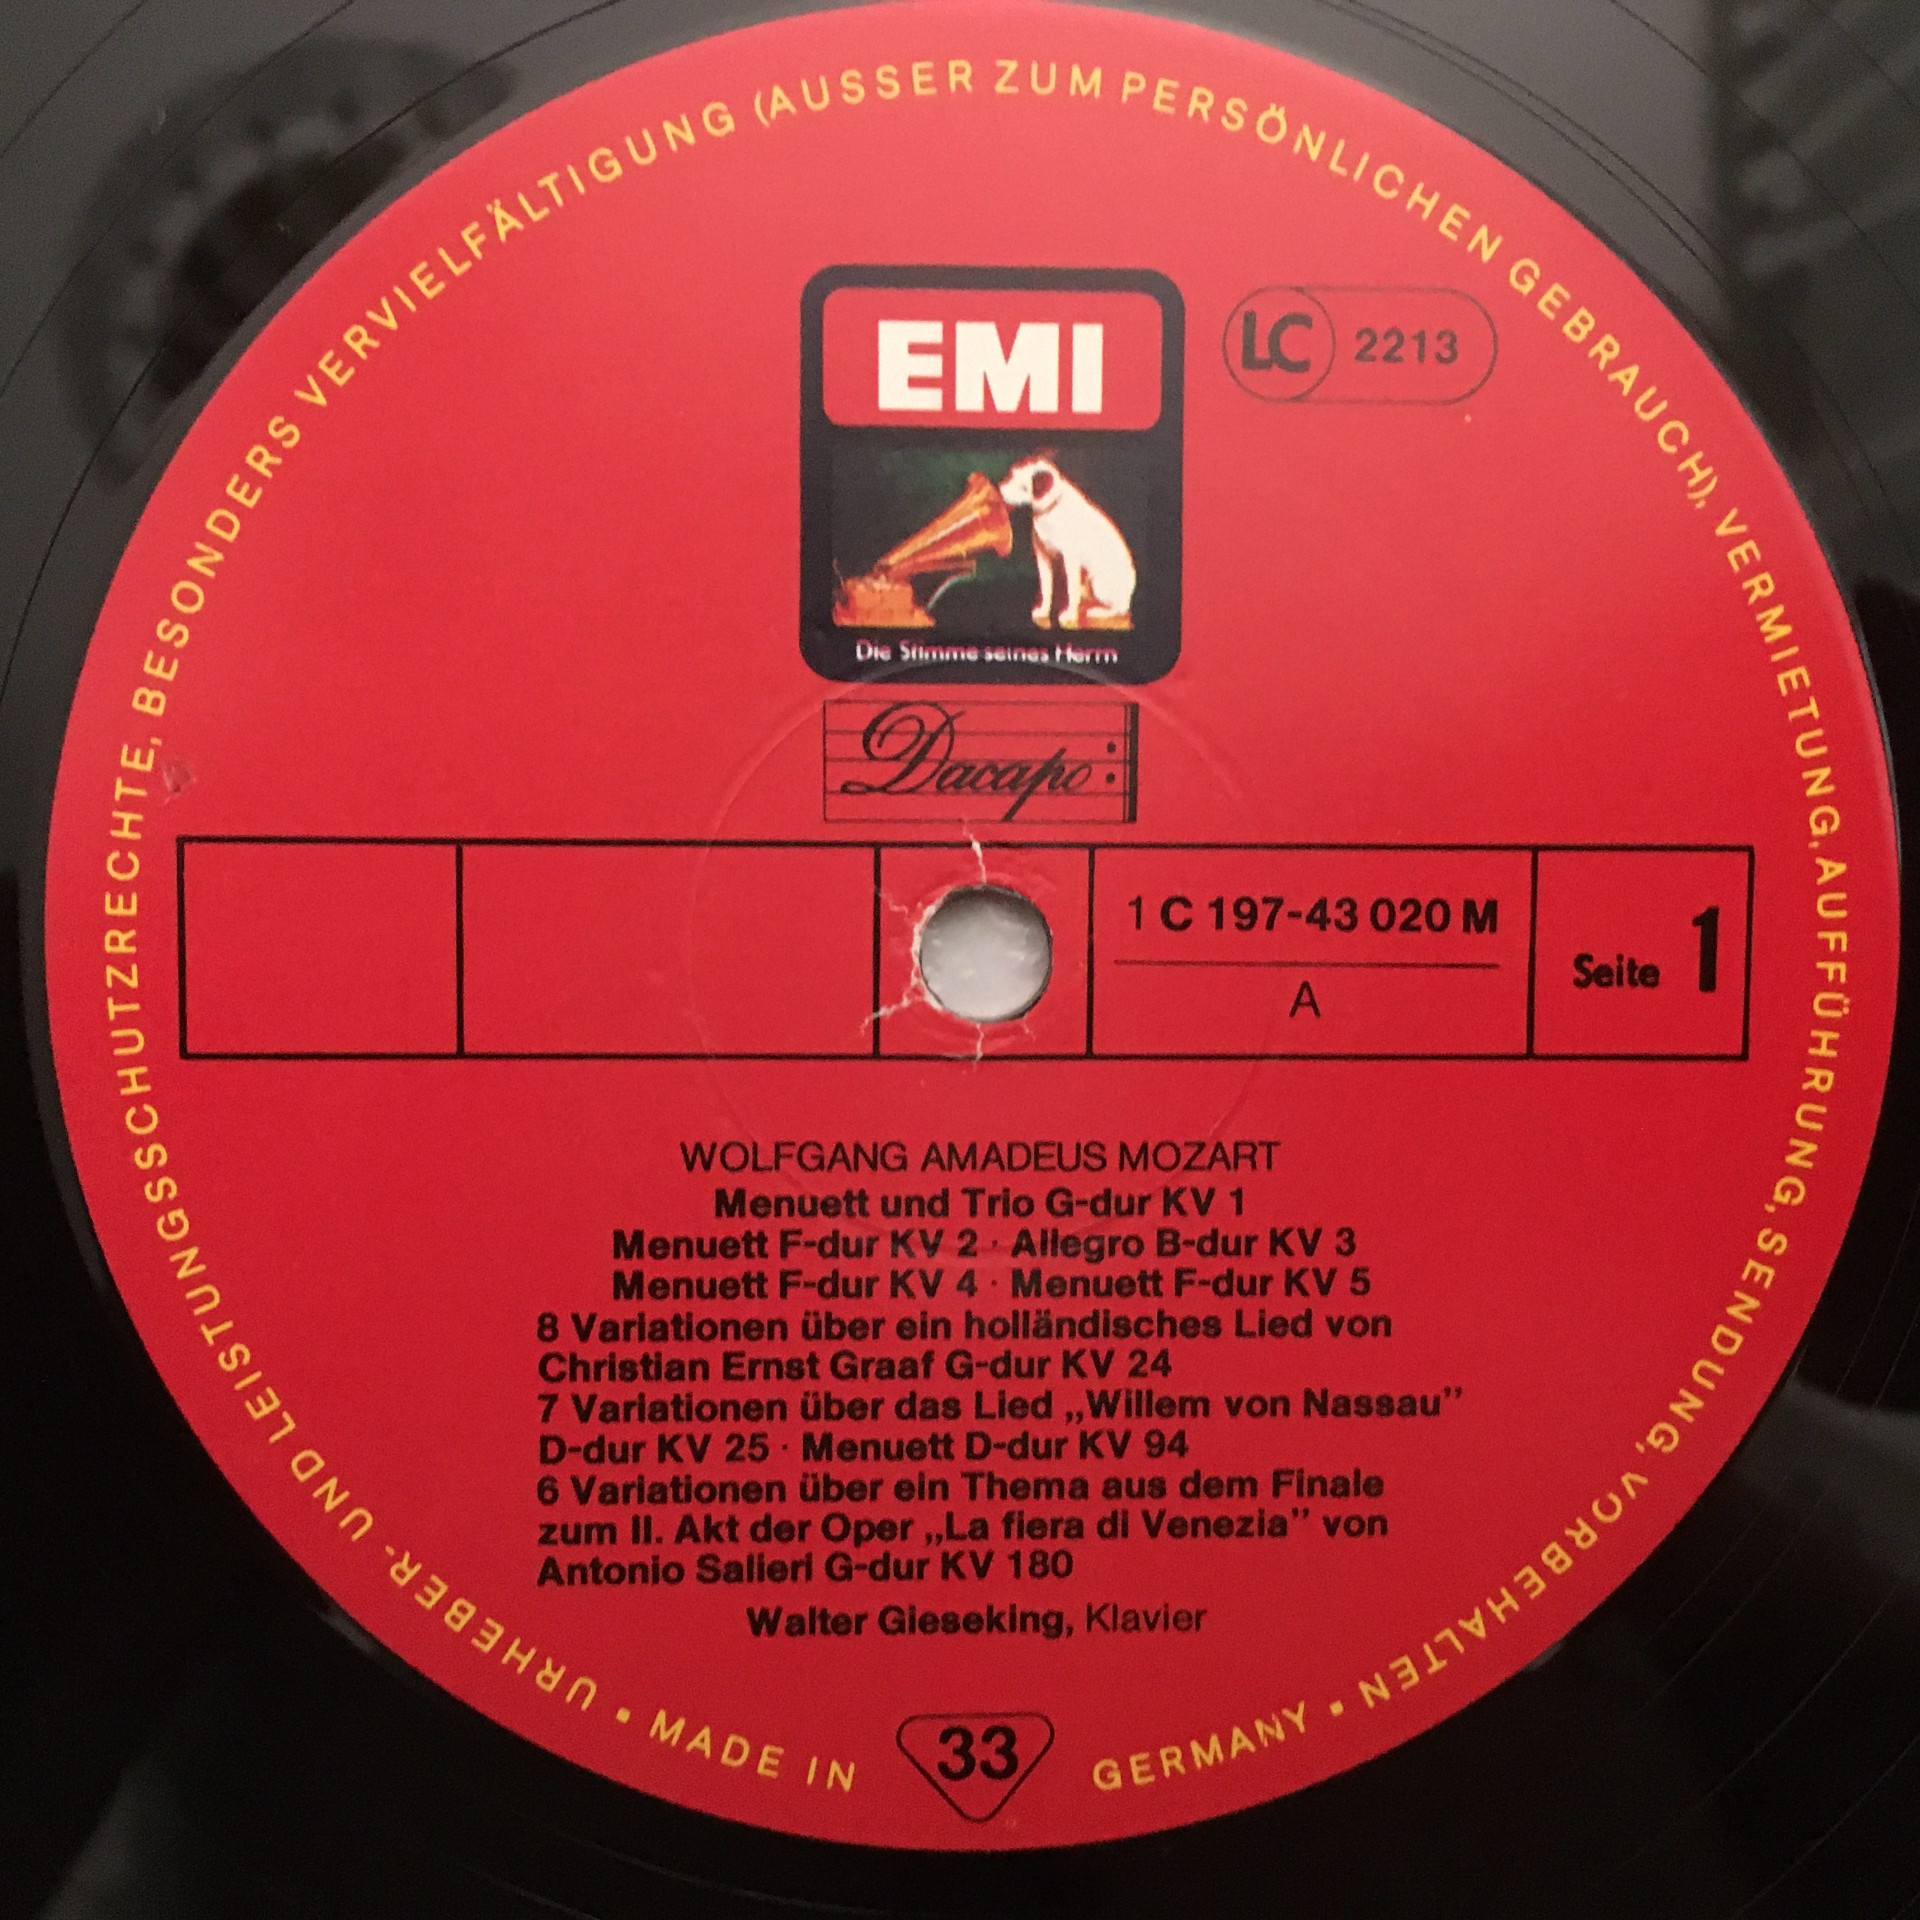 URHEBER- UND LEISTUNGSSCHUTZRECHTE, BESONDERS VERVIELFÄLTIGUNG (AUSSER ZUM PERSÖNLICHEN GEBRAUCH), VERMIETUNG, AUFFÜHRUNG, SENDUNG, VORBEHALTEN • MADE IN GERMANY •
EMI
LC 2213
Die Stimme seines Herrn
Dacapo
1 C 197-43 020 M
A
Seite 1
WOLFGANG AMADEUS MOZART
Menuett und Trio G-dur KV 1
Menuett F-dur KV 2 · Allegro B-dur KV 3
Menuett F-dur KV 4 · Menuett F-dur KV 5
8 Variationen über ein holländisches Lied von
Christian Ernst Graaf G-dur KV 24
7 Variationen über das Lied „Willem von Nassau”
D-dur KV 25 · Menuett D-dur KV 94
6 Variationen über ein Thema aus dem Finale
zum II. Akt der Oper „La fiera di Venezia” von
Antonio Salieri G-dur KV 180
Walter Gieseking, Klavier
33